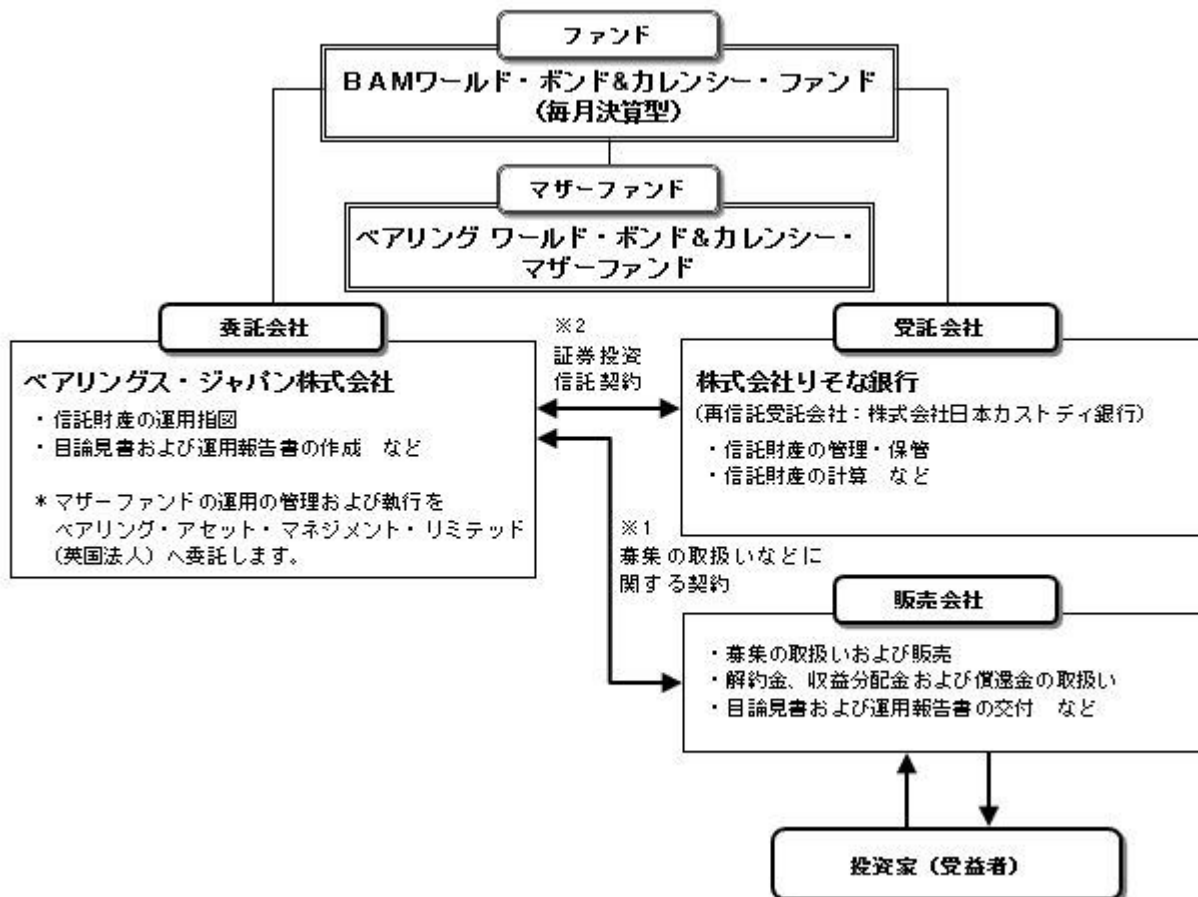 ファンド
BAMワールド・ボンド&カレンシー・ファンド
(毎月決算型)
マザーファンド
ベアリング ワールド・ボンド&カレンシー・
マザーファンド
委託会社
ベアリングス・ジャパン株式会社
・信託財産の運用指図
・目論見書および運用報告書の作成 など
* マザーファンドの運用の管理および執行を
ベアリング・アセット・マネジメント・リミテッド
(英国法人)へ委託します。
※2
証券投資
信託契約
受託会社
株式会社りそな銀行
(再信託受託会社:株式会社日本カストディ銀行)
・信託財産の管理・保管
・信託財産の計算 など
※1
募集の取扱いなどに
関する契約
販売会社
・募集の取扱いおよび販売
・解約金、収益分配金および償還金の取扱い
・目論見書および運用報告書の交付 など
投資家(受益者)